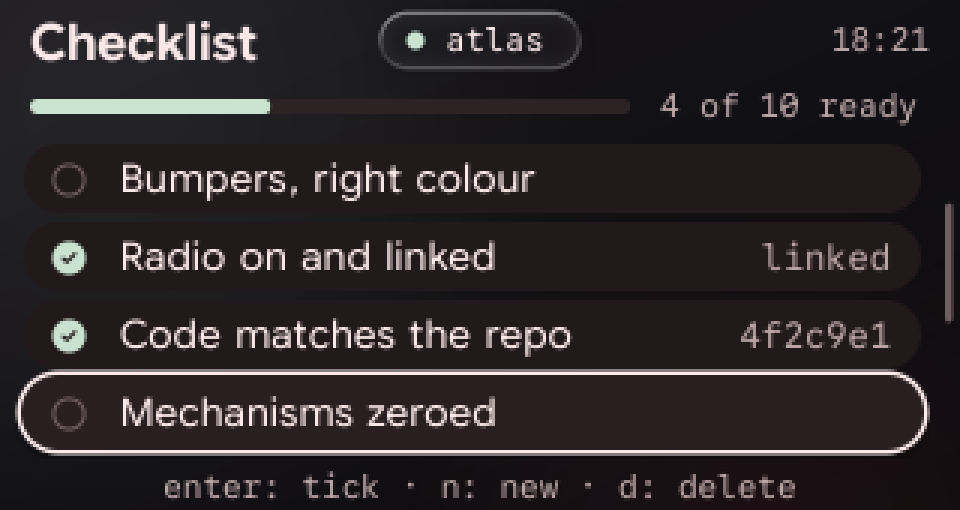 Checklist
atlas
18:21
4 of 10 ready
Bumpers, right colour
Radio on and linked
linked
Code matches the repo
4f2c9e1
Mechanisms zeroed
enter: tick · n: new · d: delete